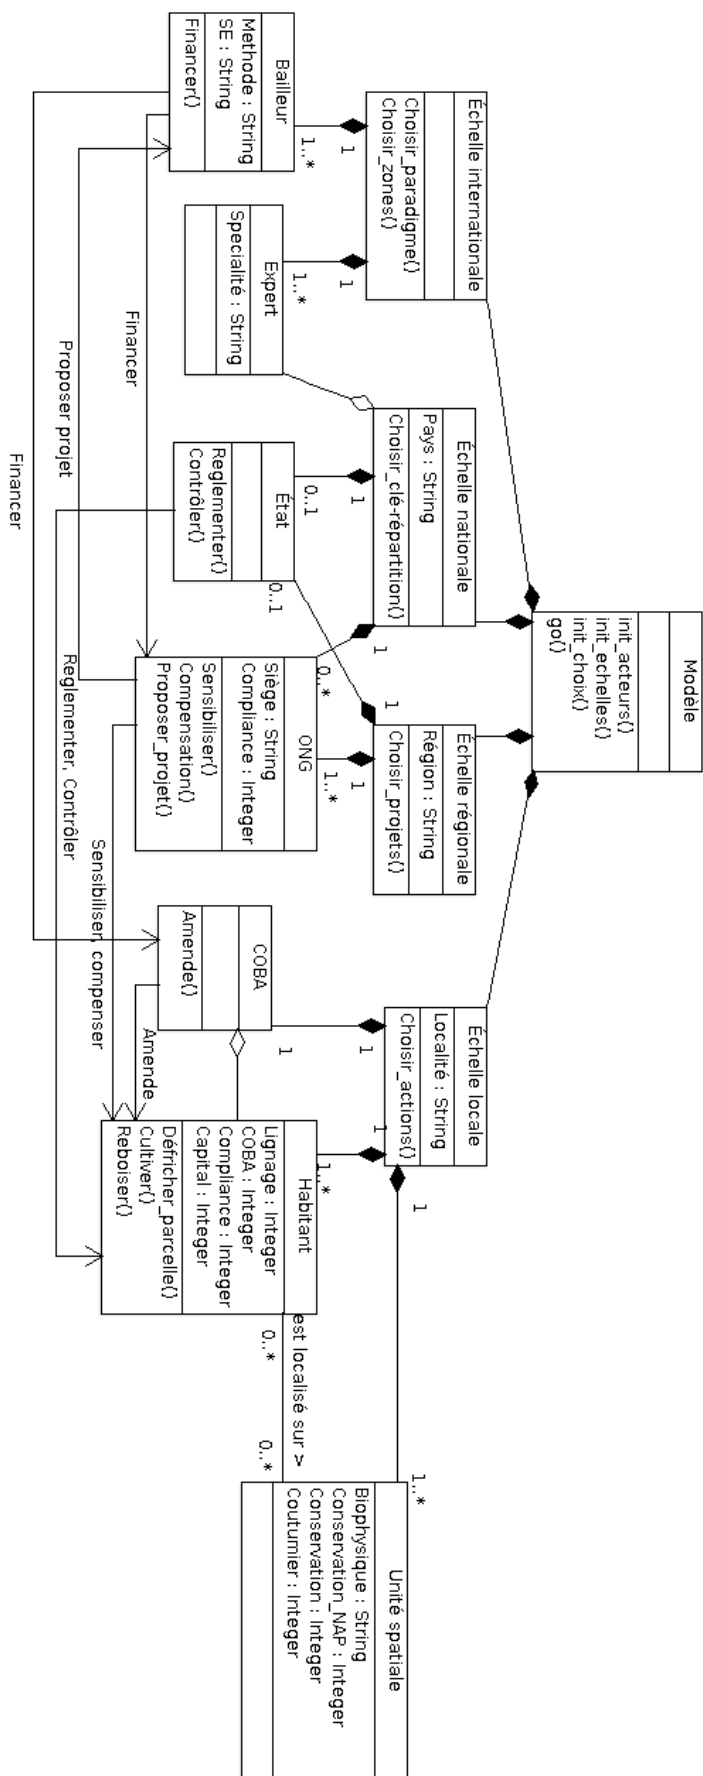 Modèle
init_acteurs()
init_echelles()
init_choix()
go()
Échelle internationale
Choisir_paradigme()
Choisir_zones()
Échelle nationale
Pays : String
Choisir_clé-répartition()
Échelle régionale
Région : String
Choisir_projets()
Échelle locale
Localité : String
Choisir_actions()
1
1
1
1
1
1
1
1
1
1..*
1..*
0..1
0..1
0..*
1..*
1
1..*
1..*
Bailleur
Methode : String
SE : String
Financer()
Expert
Specialité : String
État
Reglementer()
Contrôler()
ONG
Siège : String
Compliance : Integer
Sensibiliser()
Compensation()
Proposer_projet()
COBA
Amende()
Habitant
Lignage : Integer
COBA : Integer
Compliance : Integer
Capital : Integer
Défricher_parcelle()
Cultiver()
Reboiser()
est localisé sur >
0..*
0..*
Unité spatiale
Biophysique : String
Conservation_NAP : Integer
Conservation : Integer
Coutumier : Integer
Financer
Proposer projet
Financer
Reglementer, Contrôler
Sensibiliser, compenser
Amende